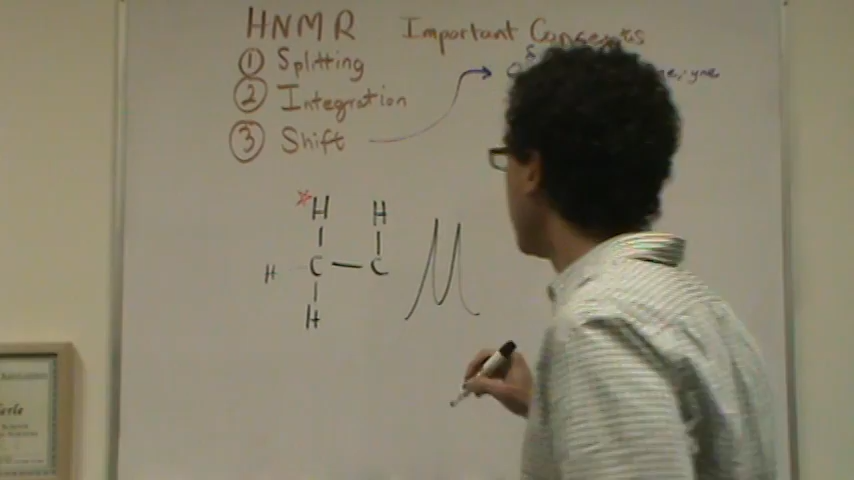 HNMR Important Concepts
① Splitting
② Integration
③ Shift
*H H
H C — C
H